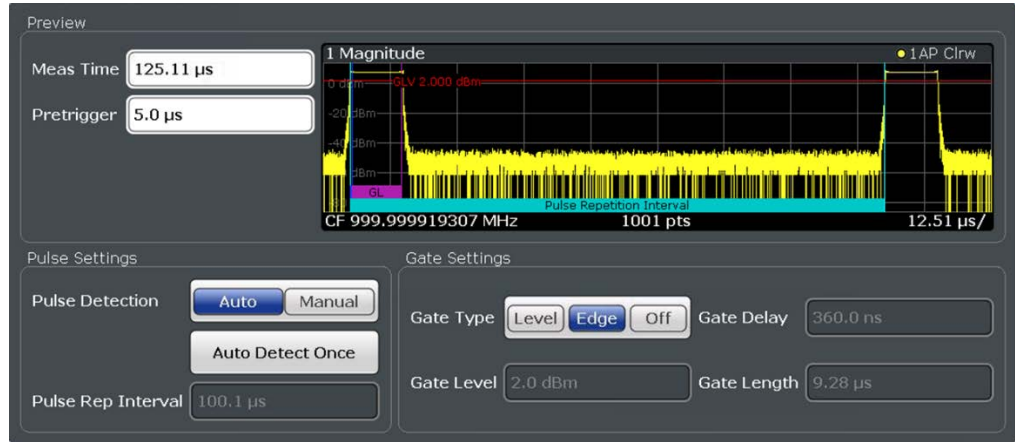 Preview
Meas Time 125.11 µs
Pretrigger 5.0 µs
1 Magnitude 1AP Clrw
0 dBm GLV 2.000 dBm
-20 dBm
-40 dBm
dBm
GL
Pulse Repetition Interval
CF 999.999919307 MHz 1001 pts 12.51 µs/
Pulse Settings
Pulse Detection Auto Manual
Auto Detect Once
Pulse Rep Interval 100.1 µs
Gate Settings
Gate Type Level Edge Off Gate Delay 360.0 ns
Gate Level 2.0 dBm Gate Length 9.28 µs